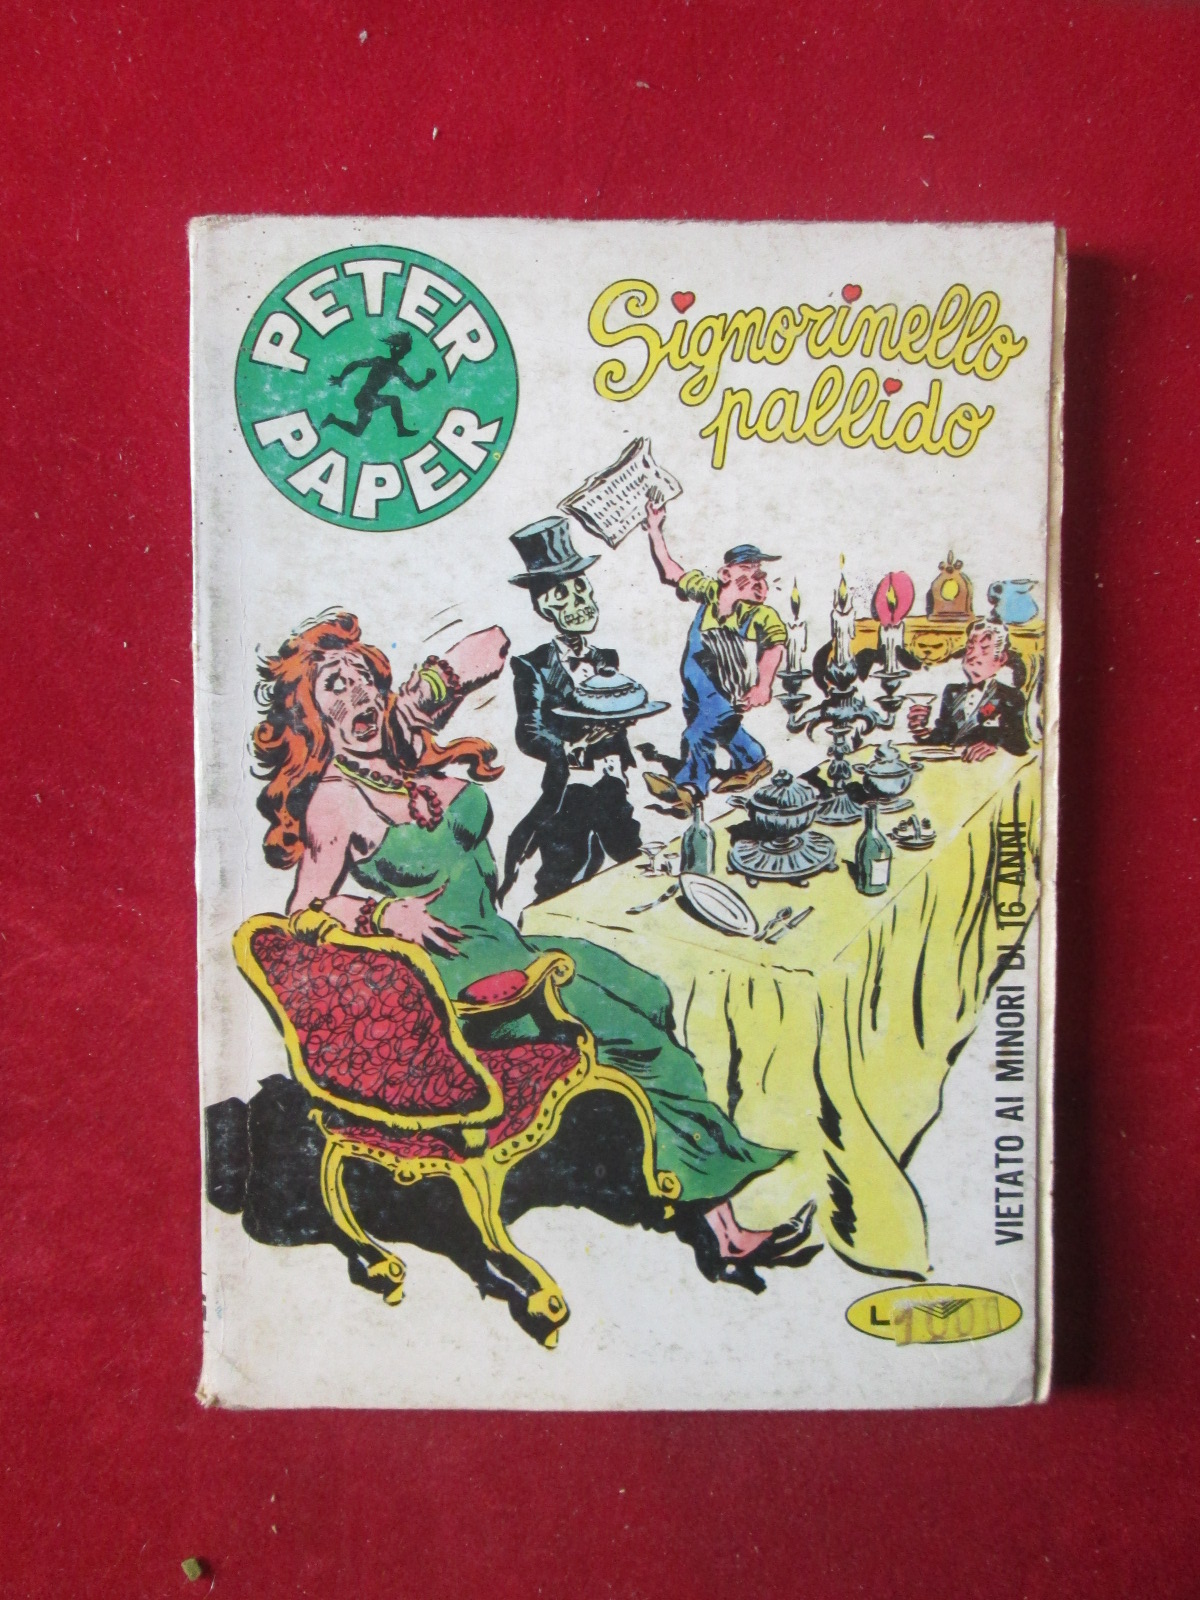 PETER
PAPER
Signorinello
pallido
VIETATO AI MINORI DI 16 ANNI
L. 1000